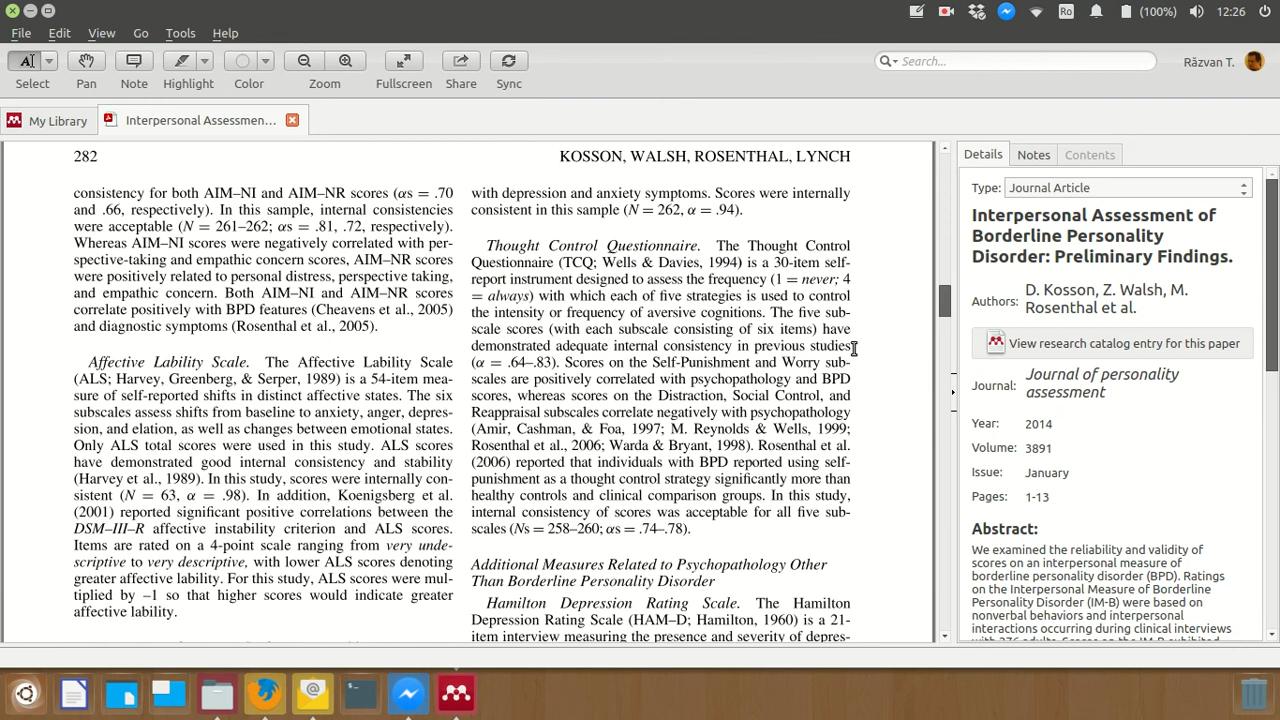 Ro
(100%)
12:26
File Edit View Go Tools Help
Select Pan Note Highlight Color Zoom Fullscreen Share Sync
Search...
Răzvan T.
My Library
Interpersonal Assessmen...
282
KOSSON, WALSH, ROSENTHAL, LYNCH
consistency for both AIM–NI and AIM–NR scores (αs = .70
and .66, respectively). In this sample, internal consistencies
were acceptable (N = 261–262; αs = .81, .72, respectively).
Whereas AIM–NI scores were negatively correlated with per-
spective-taking and empathic concern scores, AIM–NR scores
were positively related to personal distress, perspective taking,
and empathic concern. Both AIM–NI and AIM–NR scores
correlate positively with BPD features (Cheavens et al., 2005)
and diagnostic symptoms (Rosenthal et al., 2005).
Affective Lability Scale. The Affective Lability Scale
(ALS; Harvey, Greenberg, & Serper, 1989) is a 54-item mea-
sure of self-reported shifts in distinct affective states. The six
subscales assess shifts from baseline to anxiety, anger, depres-
sion, and elation, as well as changes between emotional states.
Only ALS total scores were used in this study. ALS scores
have demonstrated good internal consistency and stability
(Harvey et al., 1989). In this study, scores were internally con-
sistent (N = 63, α = .98). In addition, Koenigsberg et al.
(2001) reported significant positive correlations between the
DSM–III–R affective instability criterion and ALS scores.
Items are rated on a 4-point scale ranging from very unde-
scriptive to very descriptive, with lower ALS scores denoting
greater affective lability. For this study, ALS scores were mul-
tiplied by –1 so that higher scores would indicate greater
affective lability.
with depression and anxiety symptoms. Scores were internally
consistent in this sample (N = 262, α = .94).
Thought Control Questionnaire. The Thought Control
Questionnaire (TCQ; Wells & Davies, 1994) is a 30-item self-
report instrument designed to assess the frequency (1 = never; 4
= always) with which each of five strategies is used to control
the intensity or frequency of aversive cognitions. The five sub-
scale scores (with each subscale consisting of six items) have
demonstrated adequate internal consistency in previous studies
(α = .64–.83). Scores on the Self-Punishment and Worry sub-
scales are positively correlated with psychopathology and BPD
scores, whereas scores on the Distraction, Social Control, and
Reappraisal subscales correlate negatively with psychopathology
(Amir, Cashman, & Foa, 1997; M. Reynolds & Wells, 1999;
Rosenthal et al., 2006; Warda & Bryant, 1998). Rosenthal et al.
(2006) reported that individuals with BPD reported using self-
punishment as a thought control strategy significantly more than
healthy controls and clinical comparison groups. In this study,
internal consistency of scores was acceptable for all five sub-
scales (Ns = 258–260; αs = .74–.78).
Additional Measures Related to Psychopathology Other
Than Borderline Personality Disorder
Hamilton Depression Rating Scale. The Hamilton
Depression Rating Scale (HAM–D; Hamilton, 1960) is a 21-
item interview measuring the presence and severity of depres-
Details Notes Contents
Type: Journal Article
Interpersonal Assessment of
Borderline Personality
Disorder: Preliminary Findings.
Authors: D. Kosson, Z. Walsh, M.
Rosenthal et al.
View research catalog entry for this paper
Journal: Journal of personality
assessment
Year: 2014
Volume: 3891
Issue: January
Pages: 1-13
Abstract:
We examined the reliability and validity of
scores on an interpersonal measure of
borderline personality disorder (BPD). Ratings
on the Interpersonal Measure of Borderline
Personality Disorder (IM-B) were based on
nonverbal behaviors and interpersonal
interactions occurring during clinical interviews